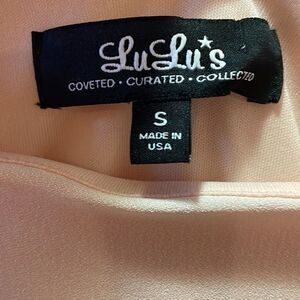 LuLu★s
COVETED • CURATED • COLLECTED
S
MADE IN
USA